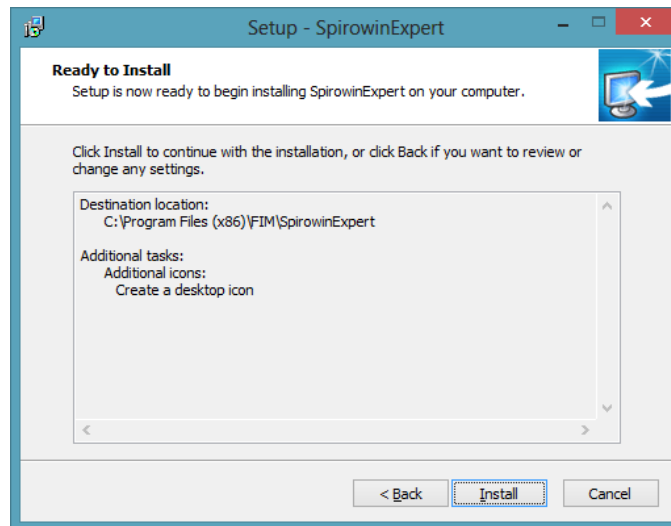 Setup - SpirowinExpert
Ready to Install
Setup is now ready to begin installing SpirowinExpert on your computer.
Click Install to continue with the installation, or click Back if you want to review or
change any settings.
Destination location:
C:\Program Files (x86)\FIM\SpirowinExpert
Additional tasks:
Additional icons:
Create a desktop icon
< Back
Install
Cancel